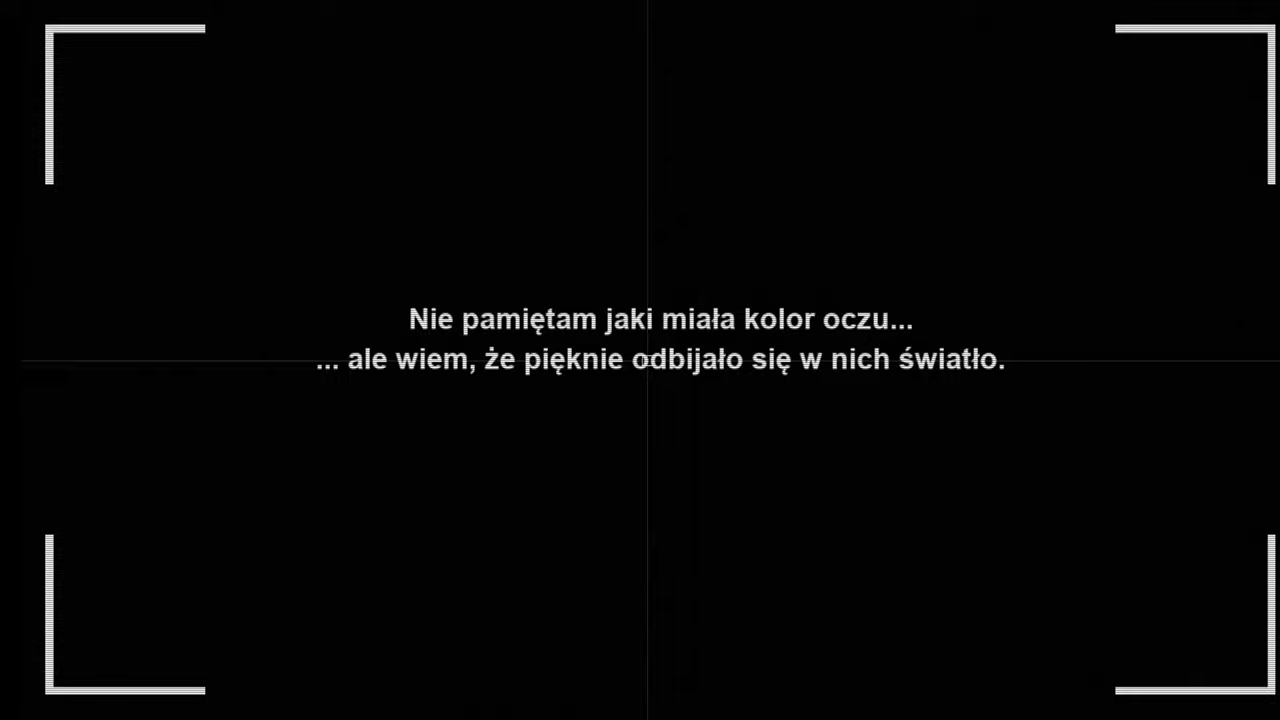 Nie pamiętam jaki miała kolor oczu...
... ale wiem, że pięknie odbijało się w nich światło.